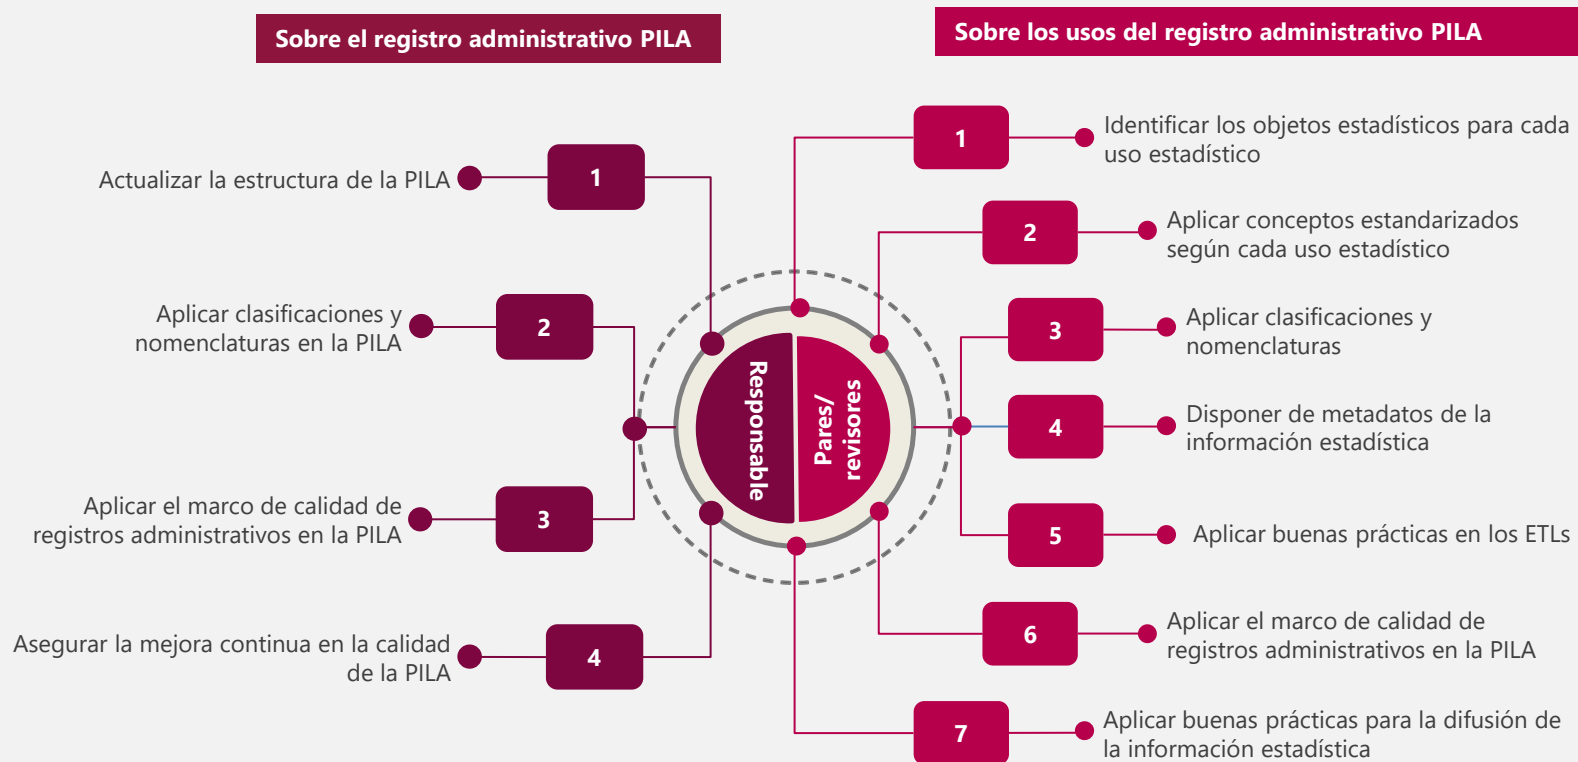 Sobre el registro administrativo PILA
1
Actualizar la estructura de la PILA
2
Aplicar clasificaciones y
nomenclaturas en la PILA
3
Aplicar el marco de calidad de
registros administrativos en la PILA
4
Asegurar la mejora continua en la calidad
de la PILA
Responsable
Pares/
revisores
Sobre los usos del registro administrativo PILA
1
Identificar los objetos estadísticos para cada
uso estadístico
2
Aplicar conceptos estandarizados
según cada uso estadístico
3
Aplicar clasificaciones y
nomenclaturas
4
Disponer de metadatos de la
información estadística
5
Aplicar buenas prácticas en los ETLs
6
Aplicar el marco de calidad de
registros administrativos en la PILA
7
Aplicar buenas prácticas para la difusión de
la información estadística